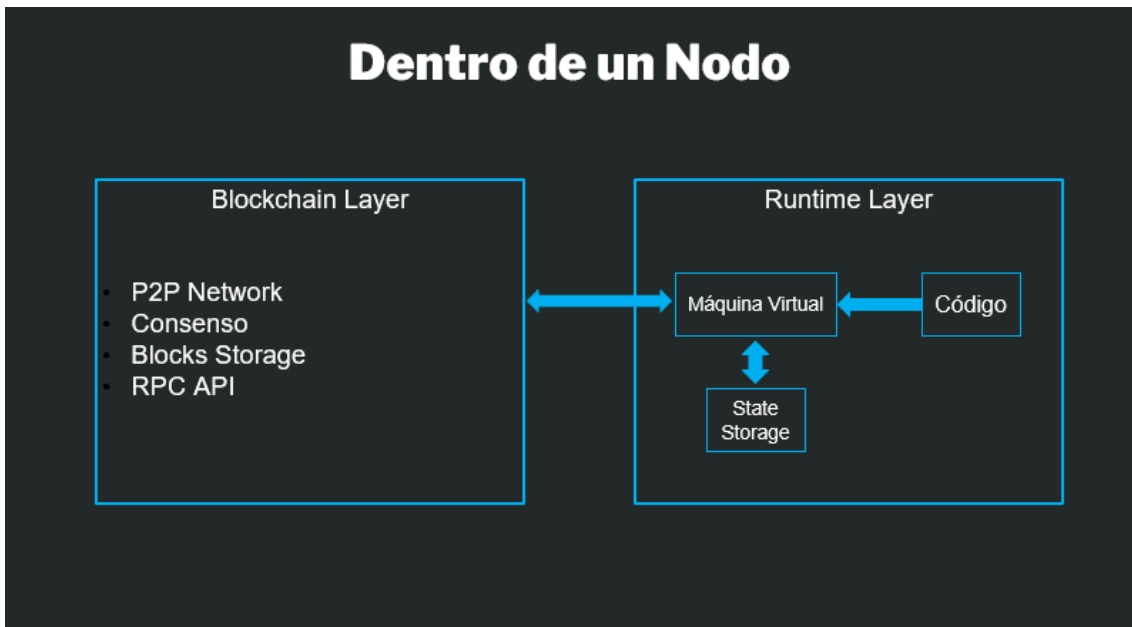 Dentro de un Nodo
Blockchain Layer
• P2P Network
• Consenso
• Blocks Storage
• RPC API
Runtime Layer
Máquina Virtual
Código
State
Storage